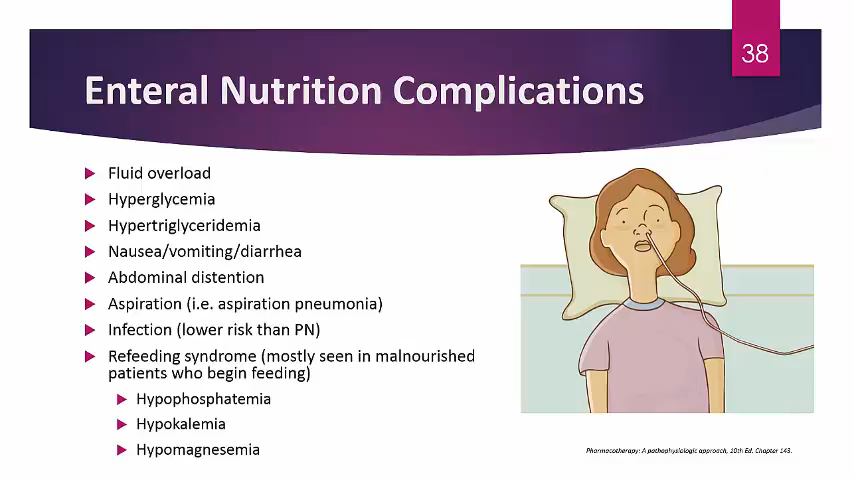 38
Enteral Nutrition Complications
Fluid overload
Hyperglycemia
Hypertriglyceridemia
Nausea/vomiting/diarrhea
Abdominal distention
Aspiration (i.e. aspiration pneumonia)
Infection (lower risk than PN)
Refeeding syndrome (mostly seen in malnourished
patients who begin feeding)
Hypophosphatemia
Hypokalemia
Hypomagnesemia
Pharmacotherapy: A pathophysiologic approach, 10th Ed. Chapter 143.